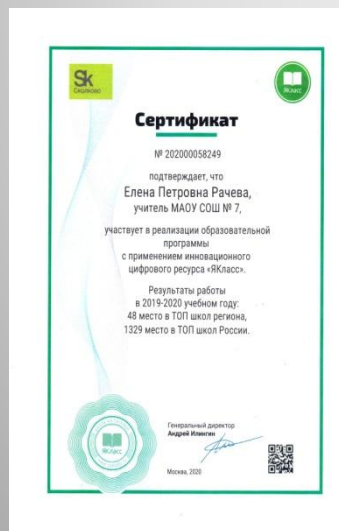 Sk
Сколково
ЯКласс
Сертификат
№ 202000058249
подтверждает, что
Елена Петровна Рачева,
учитель МАОУ СОШ № 7,
участвует в реализации образовательной
программы
с применением инновационного
цифрового ресурса «ЯКласс».
Результаты работы
в 2019-2020 учебном году:
48 место в ТОП школ региона,
1329 место в ТОП школ России.
Генеральный директор
Андрей Илингин
ЯКласс
Москва, 2020